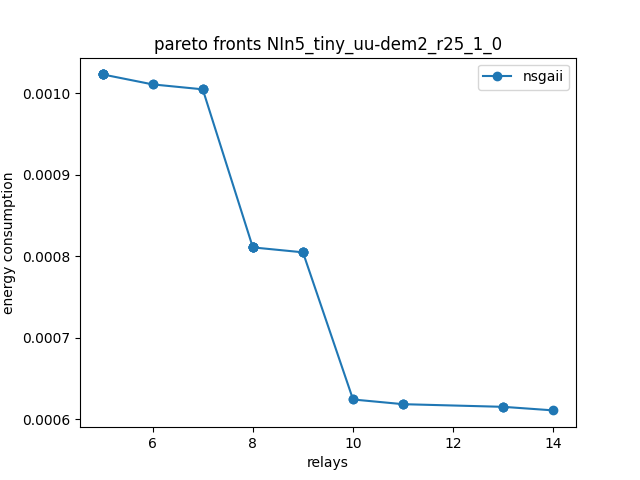 pareto fronts NIn5_tiny_uu-dem2_r25_1_0
nsgaii
energy consumption
0.0010
0.0009
0.0008
0.0007
0.0006
6 8 10 12 14
relays